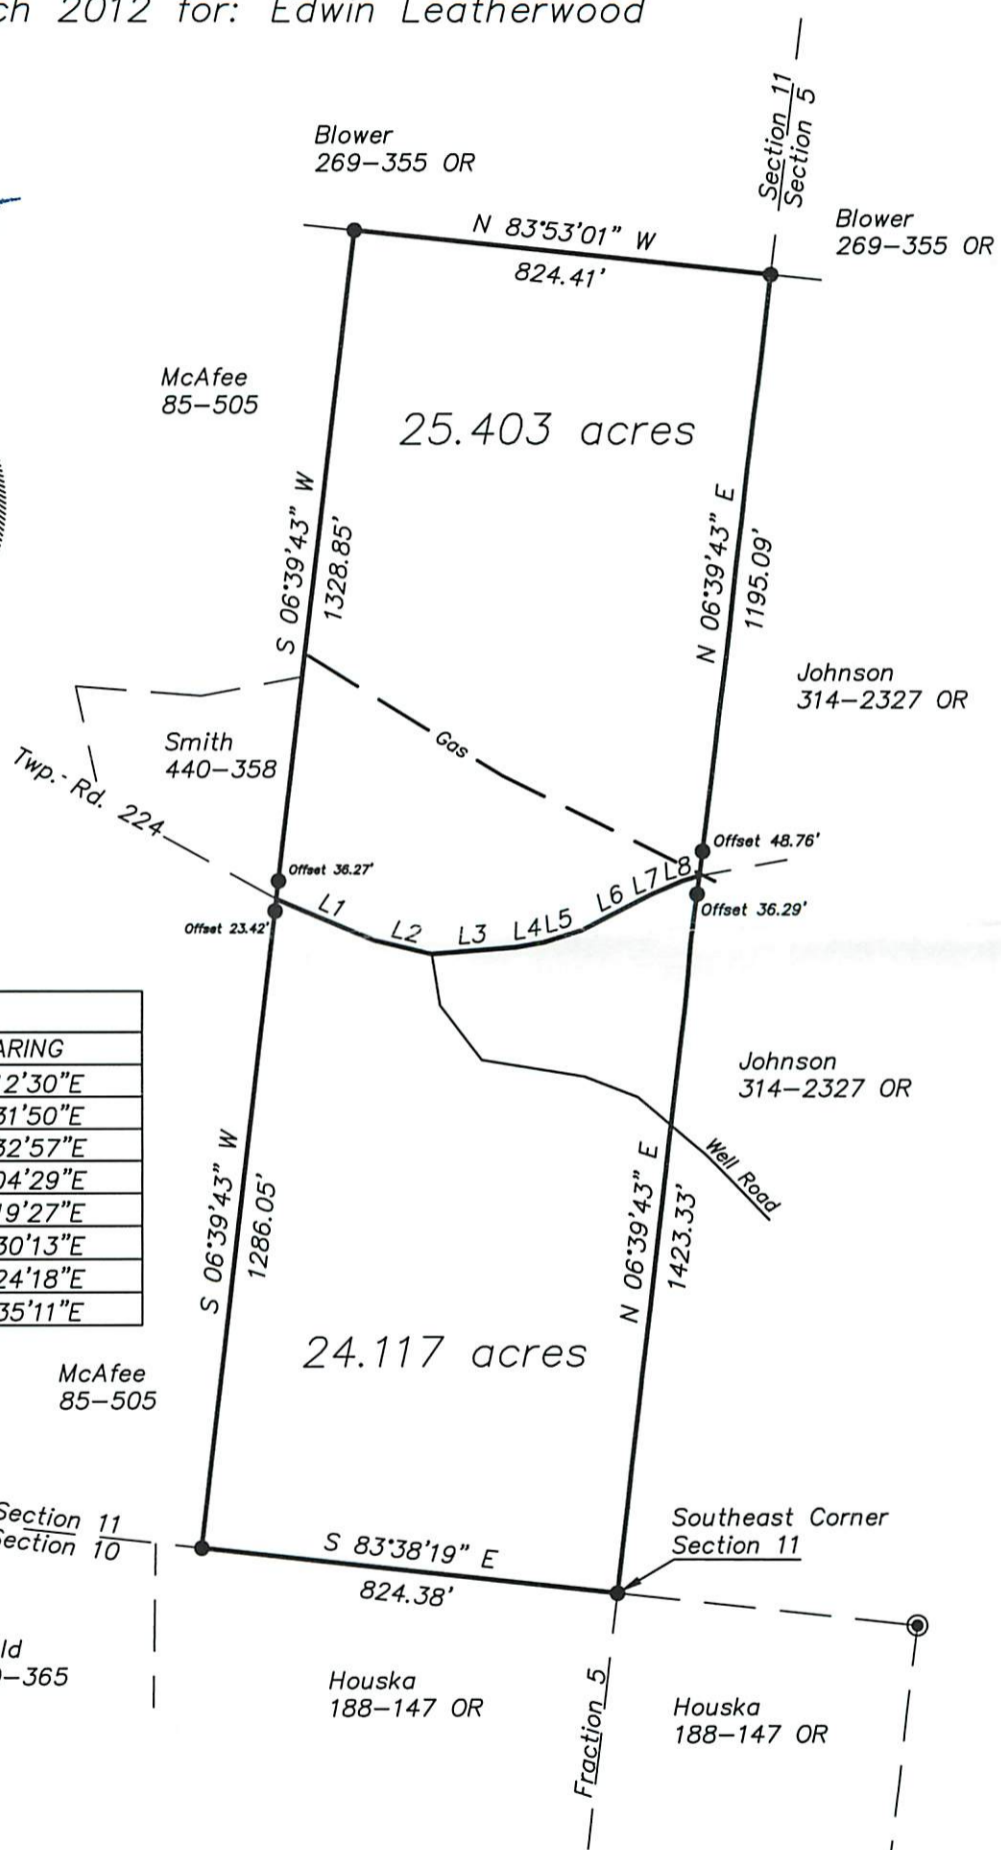 2012 for: Edwin Leatherwood
Section 11
Section 5
Blower
269-355 OR
Blower
269-355 OR
N 83°53'01" W
824.41'
McAfee
85-505
25.403 acres
S 06°39'43" W
1328.85'
N 06°39'43" E
1195.09'
Johnson
314-2327 OR
Smith
440-358
Gas
Twp. Rd. 224
Offset 48.76'
Offset 36.27'
L1
L2
L3
L4
L5
L6
L7
L8
Offset 36.29'
Offset 23.42'
Johnson
314-2327 OR
ARING
2'30"E
31'50"E
32'57"E
04'29"E
9'27"E
30'13"E
24'18"E
35'11"E
Well Road
S 06°39'43" W
1286.05'
N 06°39'43" E
1423.33'
24.117 acres
McAfee
85-505
Section 11
Section 10
S 83°38'19" E
824.38'
Southeast Corner
Section 11
ld
-365
Houska
188-147 OR
Fraction 5
Houska
188-147 OR